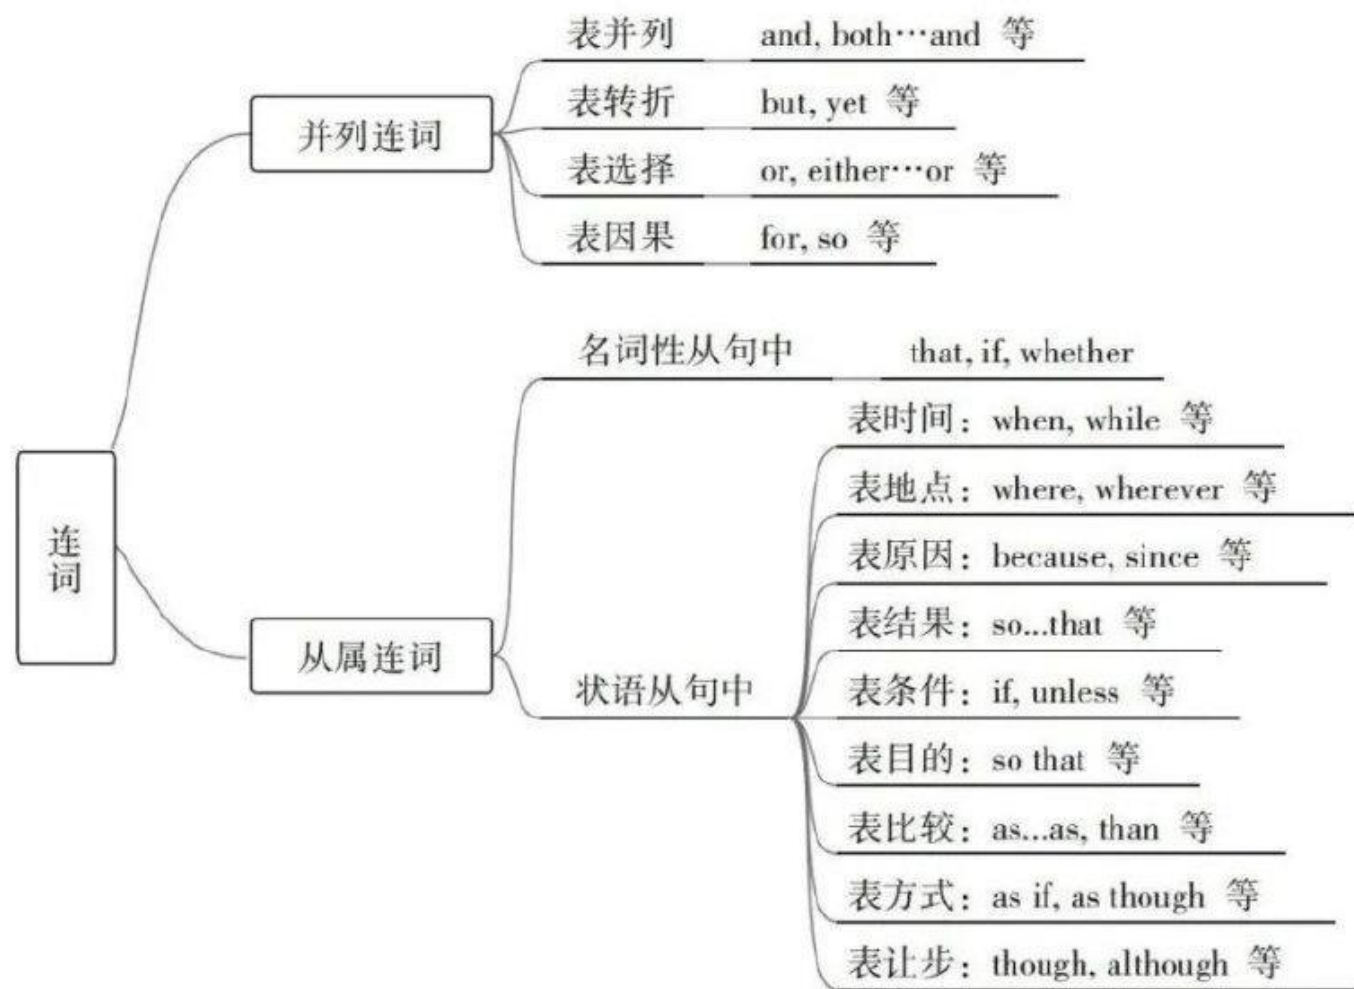 表并列 and, both…and 等
表转折 but, yet 等
并列连词
表选择 or, either…or 等
表因果 for, so 等
名词性从句中 that, if, whether
表时间：when, while 等
表地点：where, wherever 等
连词
表原因：because, since 等
表结果：so...that 等
从属连词
状语从句中
表条件：if, unless 等
表目的：so that 等
表比较：as...as, than 等
表方式：as if, as though 等
表让步：though, although 等